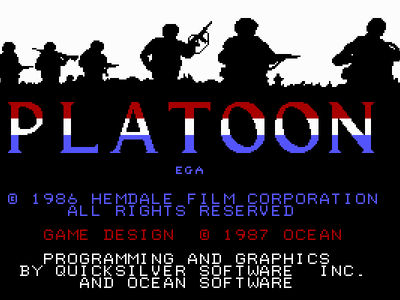 PLATOON
EGA
© 1986 HEMDALE FILM CORPORATION
ALL RIGHTS RESERVED
GAME DESIGN © 1987 OCEAN
PROGRAMMING AND GRAPHICS
BY QUICKSILVER SOFTWARE INC.
AND OCEAN SOFTWARE